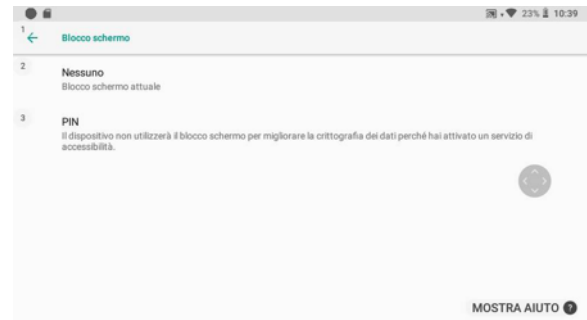 23% 10:39
1
Blocco schermo
2
Nessuno
Blocco schermo attuale
3
PIN
Il dispositivo non utilizzerà il blocco schermo per migliorare la crittografia dei dati perché hai attivato un servizio di
accessibilità.
MOSTRA AIUTO ?